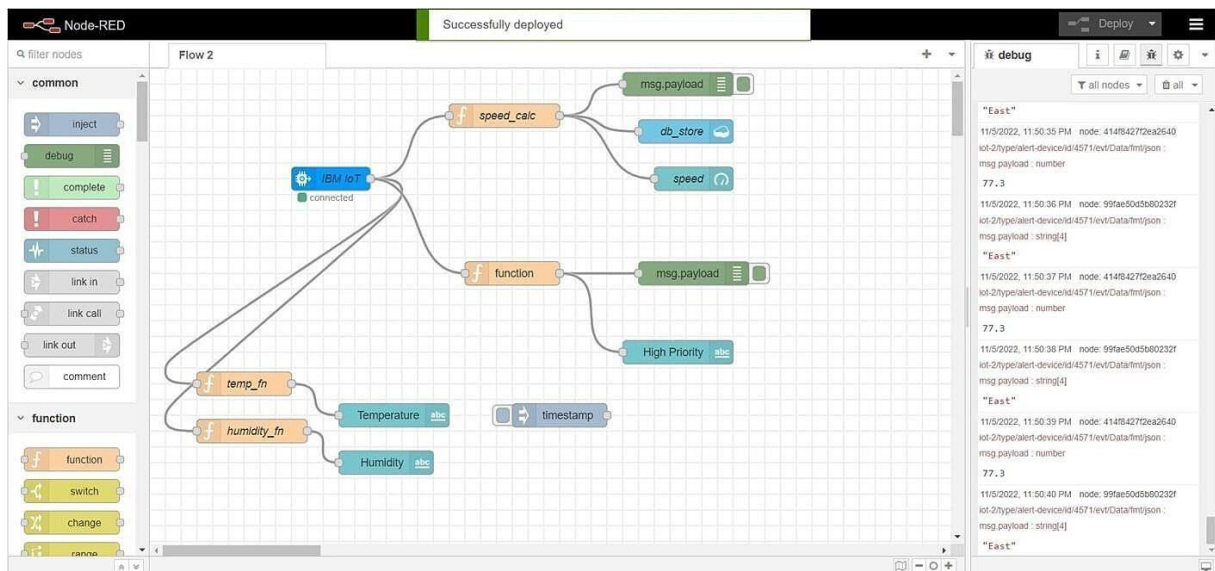 Node-RED
Successfully deployed
Deploy
filter nodes
common
inject
debug
complete
catch
status
link in
link call
link out
comment
function
function
switch
change
range
Flow 2
msg.payload
speed_calc
db_store
IBM IoT
speed
connected
function
msg.payload
High Priority
abc
temp_fn
Temperature
abc
timestamp
humidity_fn
Humidity
abc
debug
all nodes
all
"East"
11/5/2022, 11:50:35 PM node: 414f8427f2ea2640
iot-2/type/alert-device/id/4571/evt/Data/fmt/json :
msg.payload : number
77.3
11/5/2022, 11:50:36 PM node: 99fae50d5b80232f
iot-2/type/alert-device/id/4571/evt/Data/fmt/json :
msg.payload : string[4]
"East"
11/5/2022, 11:50:37 PM node: 414f8427f2ea2640
iot-2/type/alert-device/id/4571/evt/Data/fmt/json :
msg.payload : number
77.3
11/5/2022, 11:50:38 PM node: 99fae50d5b80232f
iot-2/type/alert-device/id/4571/evt/Data/fmt/json :
msg.payload : string[4]
"East"
11/5/2022, 11:50:39 PM node: 414f8427f2ea2640
iot-2/type/alert-device/id/4571/evt/Data/fmt/json :
msg.payload : number
77.3
11/5/2022, 11:50:40 PM node: 99fae50d5b80232f
iot-2/type/alert-device/id/4571/evt/Data/fmt/json :
msg.payload : string[4]
"East"